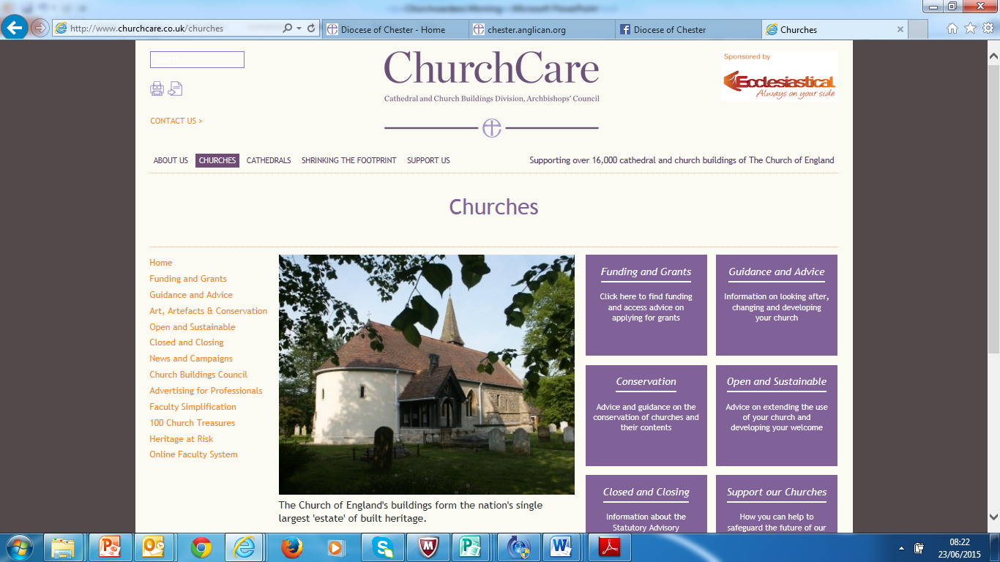 Churchwardens Morning - Microsoft PowerPoint
http://www.churchcare.co.uk/churches
Diocese of Chester - Home
chester.anglican.org
Diocese of Chester
Churches
ChurchCare
Cathedral and Church Buildings Division, Archbishops' Council
Sponsored by
Ecclesiastical
Always on your side
CONTACT US >
ABOUT US
CHURCHES
CATHEDRALS
SHRINKING THE FOOTPRINT
SUPPORT US
Supporting over 16,000 cathedral and church buildings of The Church of England
Churches
Home
Funding and Grants
Guidance and Advice
Art, Artefacts & Conservation
Open and Sustainable
Closed and Closing
News and Campaigns
Church Buildings Council
Advertising for Professionals
Faculty Simplification
100 Church Treasures
Heritage at Risk
Online Faculty System
The Church of England's buildings form the nation's single
largest 'estate' of built heritage.
Funding and Grants
Click here to find funding
and access advice on
applying for grants
Guidance and Advice
Information on looking after,
changing and developing
your church
Conservation
Advice and guidance on the
conservation of churches and
their contents
Open and Sustainable
Advice on extending the use
of your church and
developing your welcome
Closed and Closing
Information about the
Statutory Advisory
Support our Churches
How you can help to
safeguard the future of our
08:22
23/06/2015